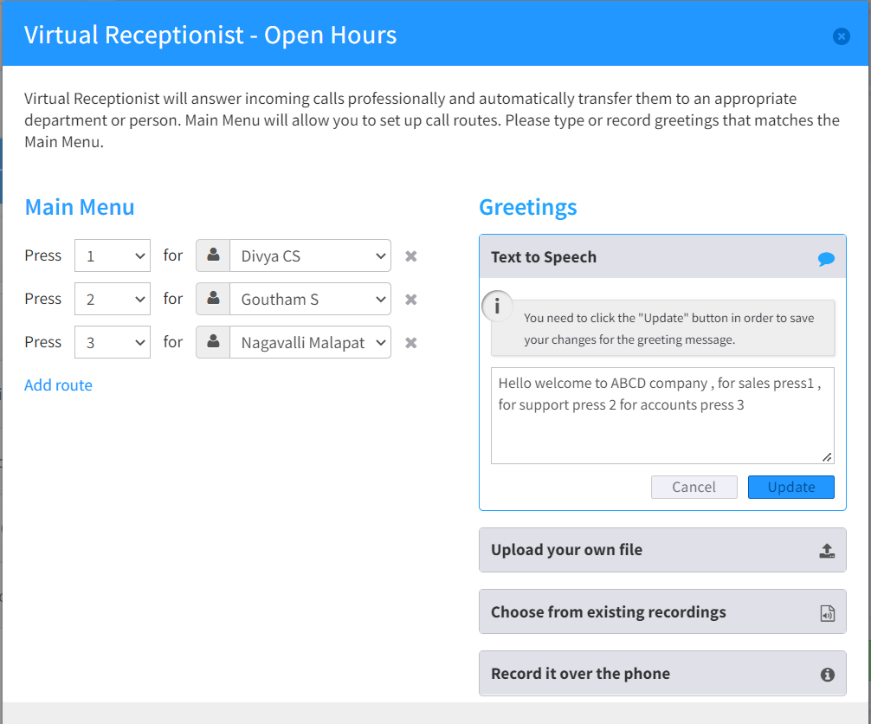 Virtual Receptionist - Open Hours
Virtual Receptionist will answer incoming calls professionally and automatically transfer them to an appropriate
department or person. Main Menu will allow you to set up call routes. Please type or record greetings that matches the
Main Menu.
Main Menu
Press 1 for Divya CS
Press 2 for Goutham S
Press 3 for Nagavalli Malapat
Add route
Greetings
Text to Speech
You need to click the "Update" button in order to save
your changes for the greeting message.
Hello welcome to ABCD company , for sales press1 ,
for support press 2 for accounts press 3
Cancel Update
Upload your own file
Choose from existing recordings
Record it over the phone